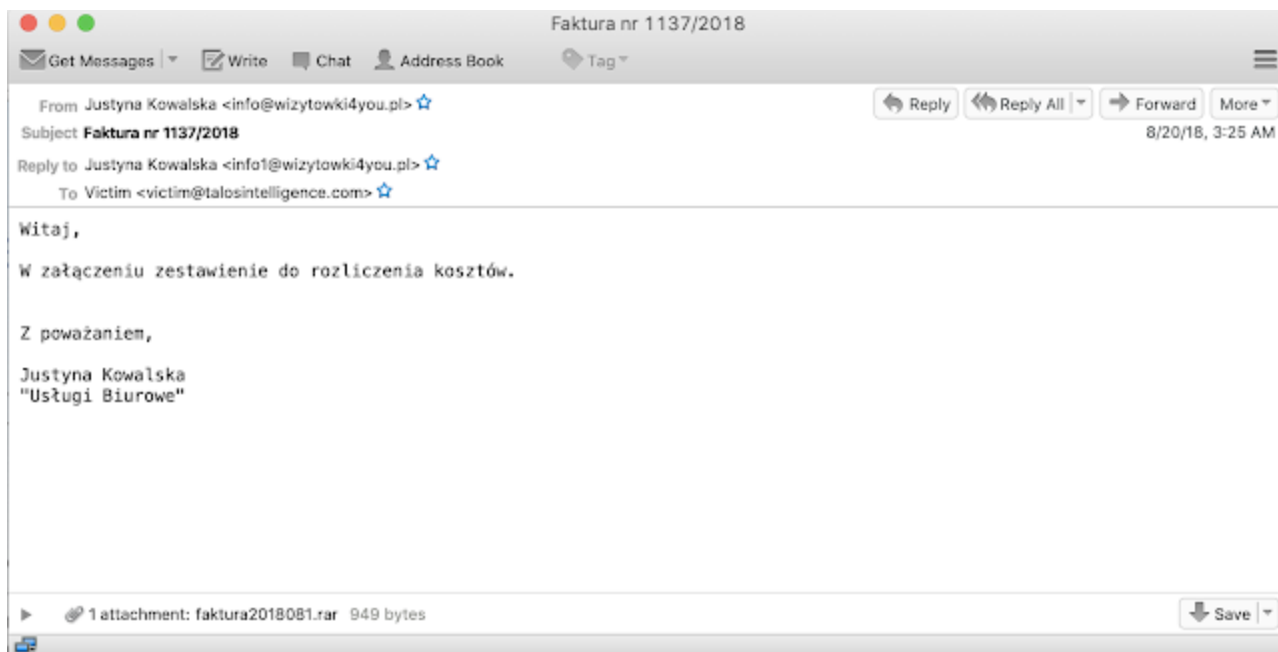 Faktura nr 1137/2018
Get Messages Write Chat Address Book Tag
From Justyna Kowalska <info@wizytowki4you.pl> Reply Reply All Forward More
Subject Faktura nr 1137/2018 8/20/18, 3:25 AM
Reply to Justyna Kowalska <info1@wizytowki4you.pl>
To Victim <victim@talosintelligence.com>
Witaj,
W załączeniu zestawienie do rozliczenia kosztów.
Z poważaniem,
Justyna Kowalska
"Usługi Biurowe"
1 attachment: faktura2018081.rar 949 bytes Save